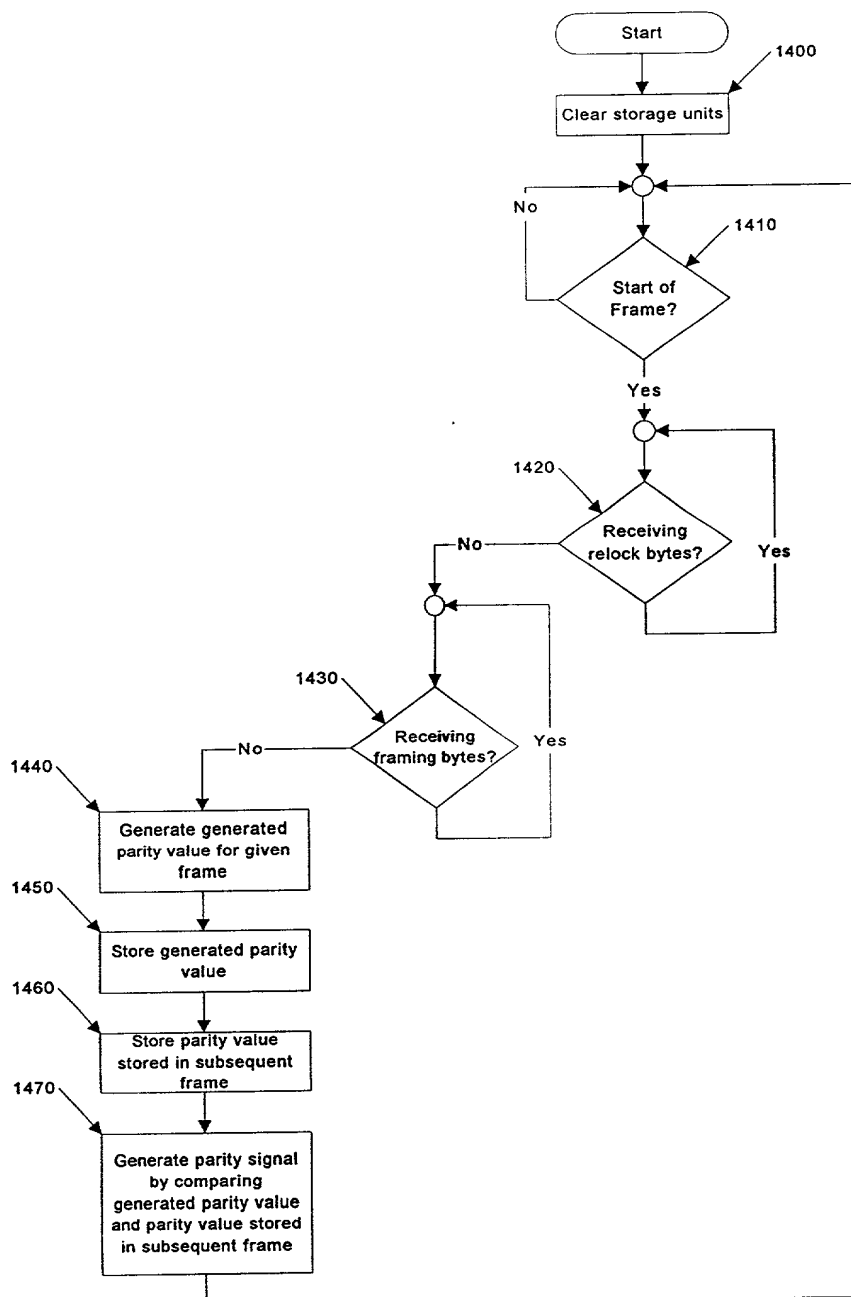 Start
1400
Clear storage units
No
1410
Start of
Frame?
Yes
1420
Receiving
relock bytes?
No
Yes
1430
Receiving
framing bytes?
No
Yes
1440
Generate generated
parity value for given
frame
1450
Store generated parity
value
1460
Store parity value
stored in subsequent
frame
1470
Generate parity signal
by comparing
generated parity value
and parity value stored
in subsequent frame